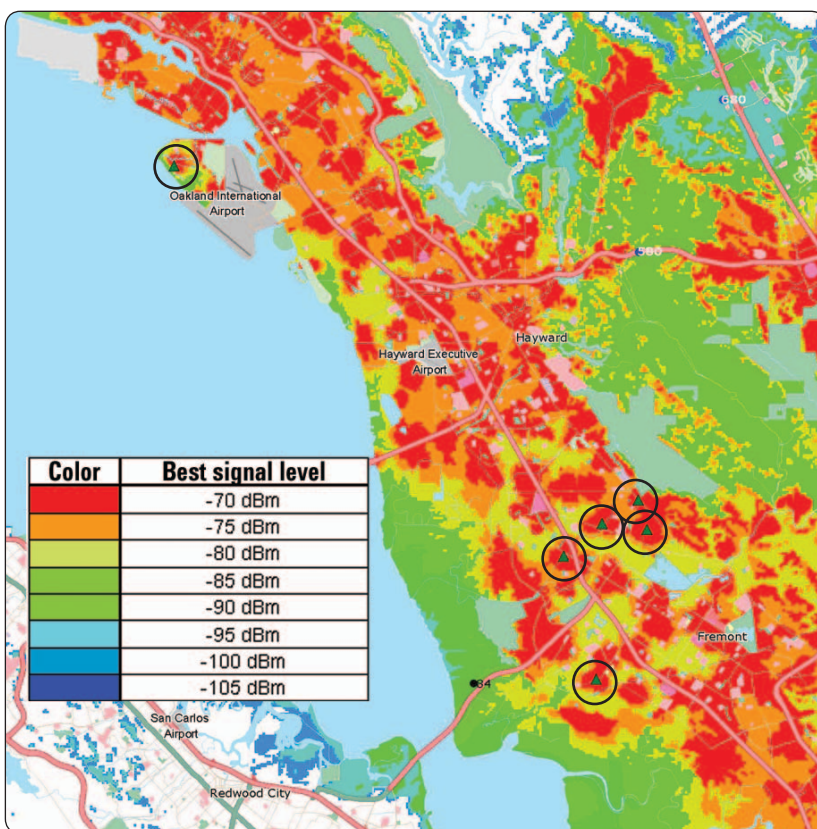 680
Oakland International
Airport
580
Hayward
Hayward Executive
Airport
Color Best signal level
-70 dBm
-75 dBm
-80 dBm
-85 dBm
-90 dBm
-95 dBm
-100 dBm
-105 dBm
Fremont
84
San Carlos
Airport
Redwood City